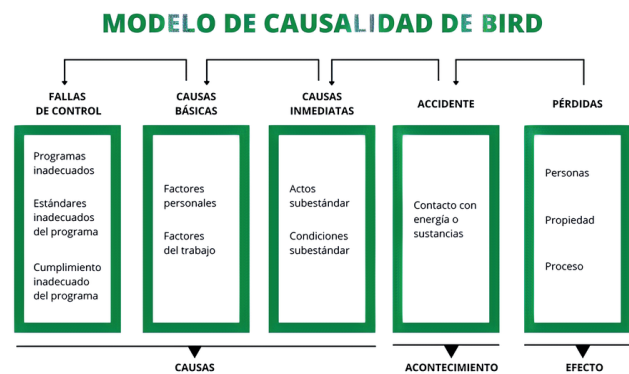 MODELO DE CAUSALIDAD DE BIRD
FALLAS
DE CONTROL
Programas
inadecuados
Estándares
inadecuados
del programa
Cumplimiento
inadecuado
del programa
CAUSAS
BÁSICAS
Factores
personales
Factores
del trabajo
CAUSAS
INMEDIATAS
Actos
subestándar
Condiciones
subestándar
ACCIDENTE
Contacto con
energía o
sustancias
PÉRDIDAS
Personas
Propiedad
Proceso
CAUSAS
ACONTECIMIENTO
EFECTO